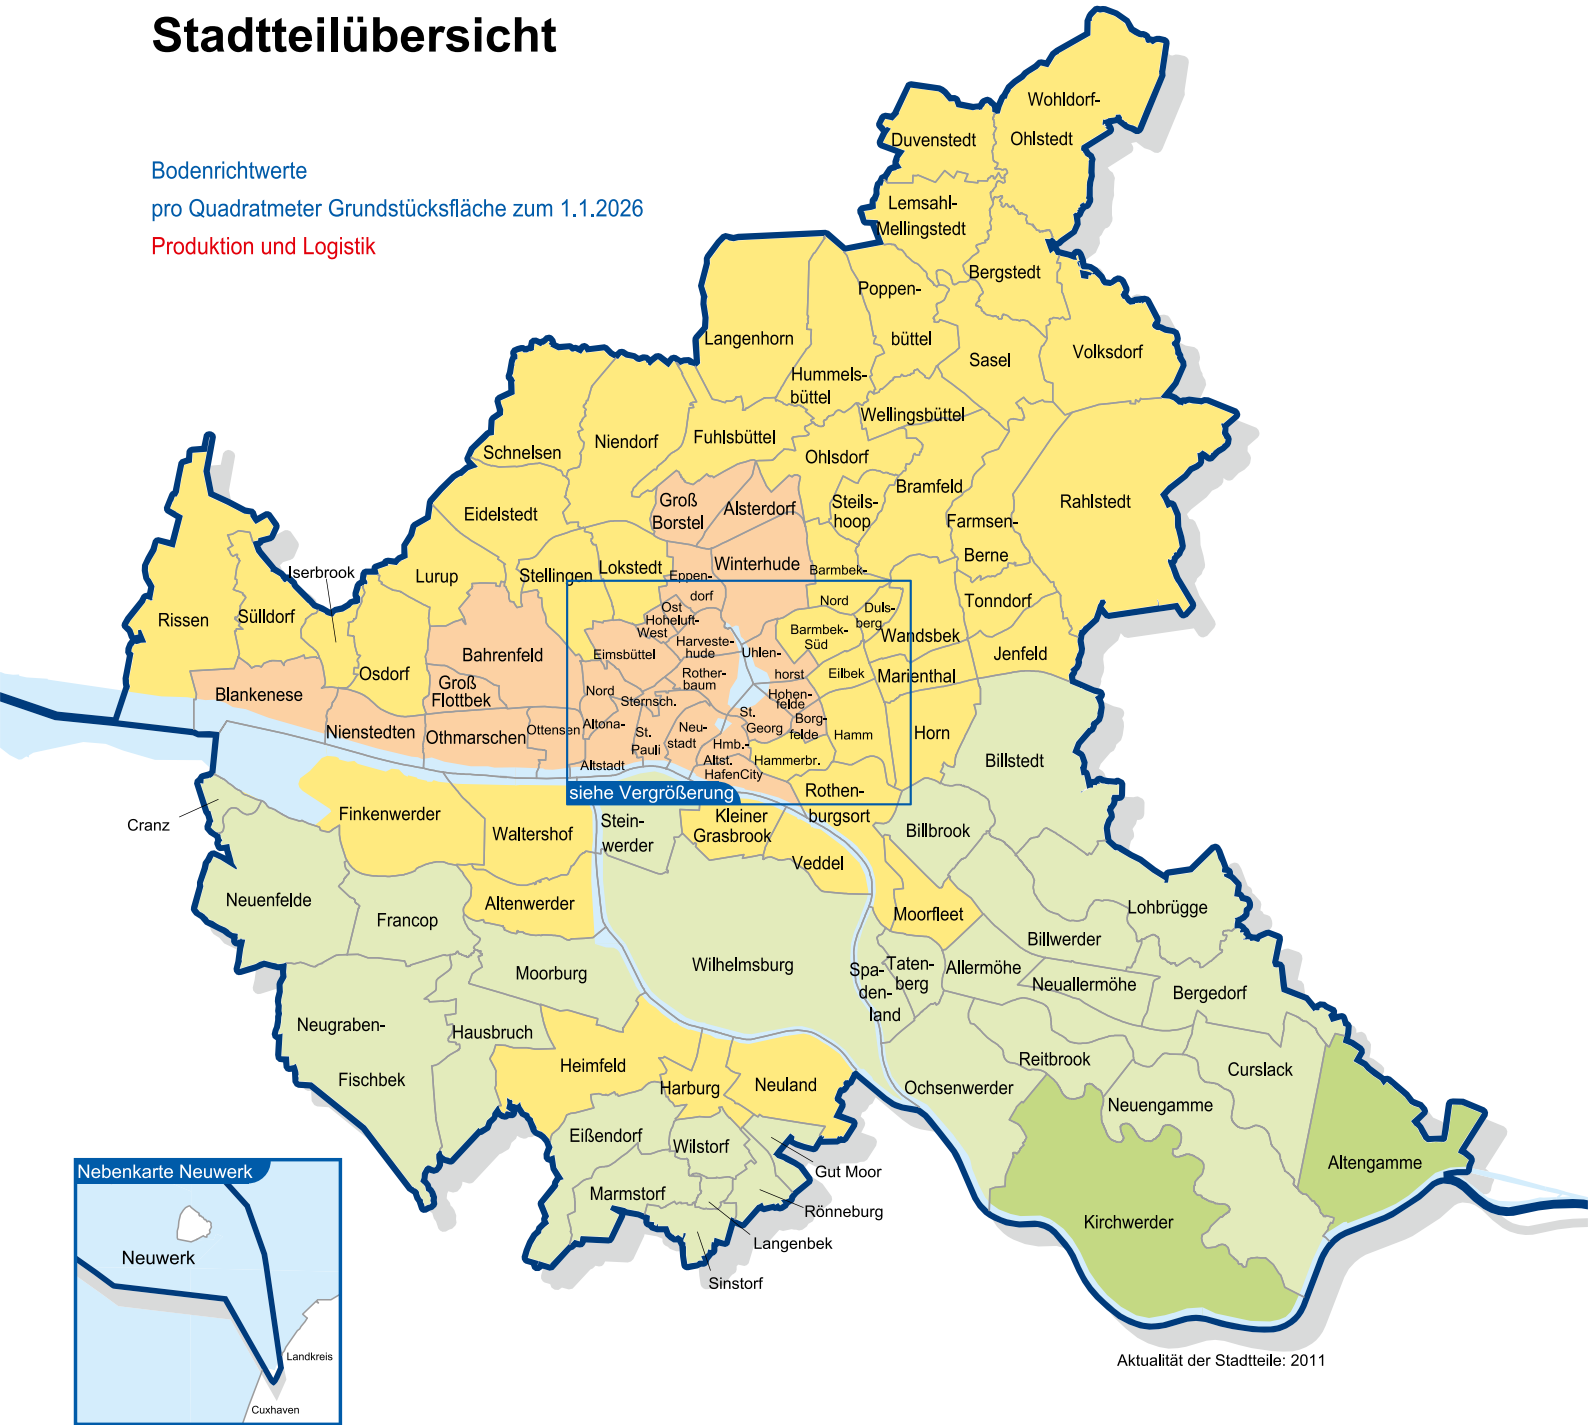 Stadtteilübersicht
Bodenrichtwerte
pro Quadratmeter Grundstücksfläche zum 1.1.2026
Produktion und Logistik
Wohldorf-
Ohlstedt
Duvenstedt
Lemsahl-
Mellingstedt
Bergstedt
Poppen-
büttel
Langenhorn
Sasel
Volksdorf
Hummels-
büttel
Wellingsbüttel
Schnelsen
Niendorf
Fuhlsbüttel
Ohlsdorf
Bramfeld
Rahlstedt
Groß
Borstel
Alsterdorf
Steils-
hoop
Eidelstedt
Farmsen-
Berne
Iserbrook
Lurup
Stellingen
Lokstedt
Eppen-
dorf
Winterhude
Barmbek-
Nord
Rissen
Sülldorf
Tonndorf
Duls-
berg
Ost
Hoheluft-
West
Harveste-
hude
Barmbek-
Süd
Wandsbek
Eimsbüttel
Uhlen-
horst
Jenfeld
Bahrenfeld
Osdorf
Groß
Flottbek
Rother-
baum
Eilbek
Marienthal
Blankenese
Nord
Sternsch.
Hohen-
felde
Nienstedten
Othmarschen
Ottensen
Altona-
Altstadt
St.
Pauli
Neu-
stadt
St.
Georg
Borg-
felde
Hamm
Horn
Hmb.-
Altst.
Hammerbr.
HafenCity
Billstedt
siehe Vergrößerung
Rothen-
burgsort
Cranz
Finkenwerder
Waltershof
Stein-
werder
Kleiner
Grasbrook
Billbrook
Veddel
Neuenfelde
Francop
Altenwerder
Moorfleet
Lohbrügge
Billwerder
Moorburg
Wilhelmsburg
Spa-
den-
land
Taten-
berg
Allermöhe
Neuallermöhe
Bergedorf
Neugraben-
Fischbek
Hausbruch
Heimfeld
Harburg
Neuland
Reitbrook
Curslack
Ochsenwerder
Neuengamme
Eißendorf
Wilstorf
Gut Moor
Altengamme
Marmstorf
Rönneburg
Kirchwerder
Langenbek
Sinstorf
Nebenkarte Neuwerk
Neuwerk
Landkreis
Cuxhaven
Aktualität der Stadtteile: 2011